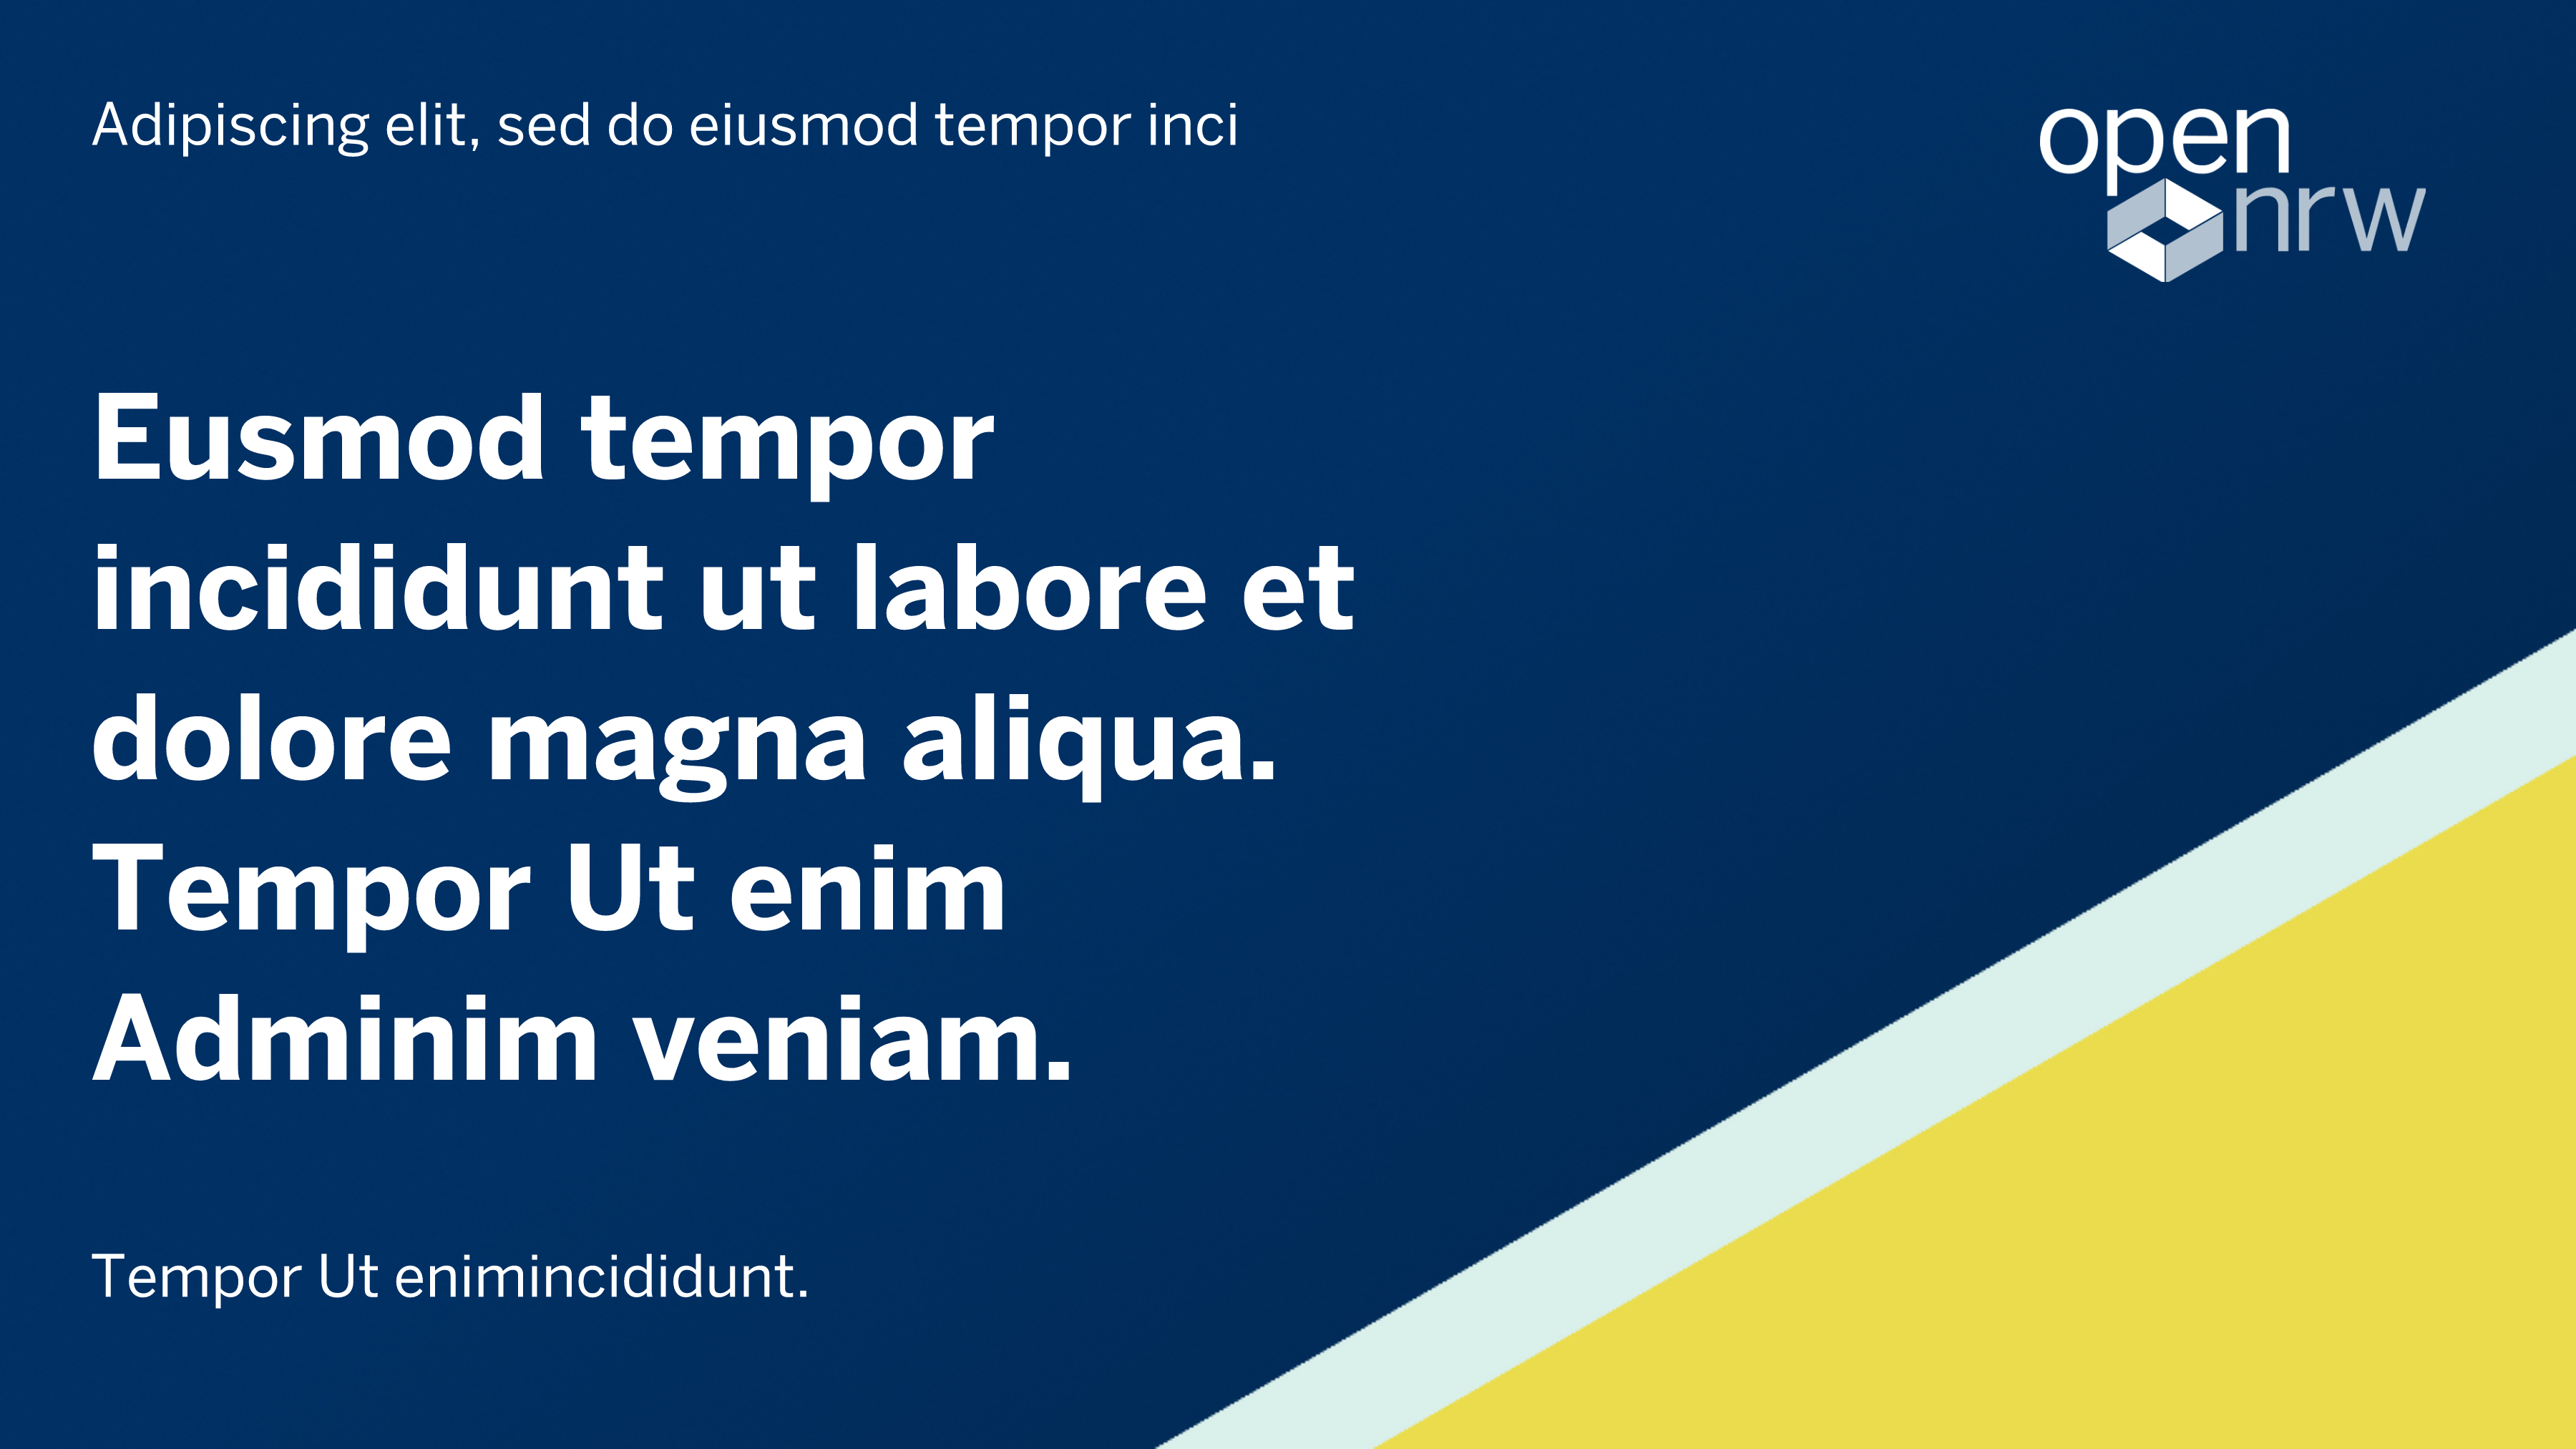 Adipiscing elit, sed do eiusmod tempor inci
open
nrw
Eusmod tempor
incididunt ut labore et
dolore magna aliqua.
Tempor Ut enim
Adminim veniam.
Tempor Ut enimincididunt.